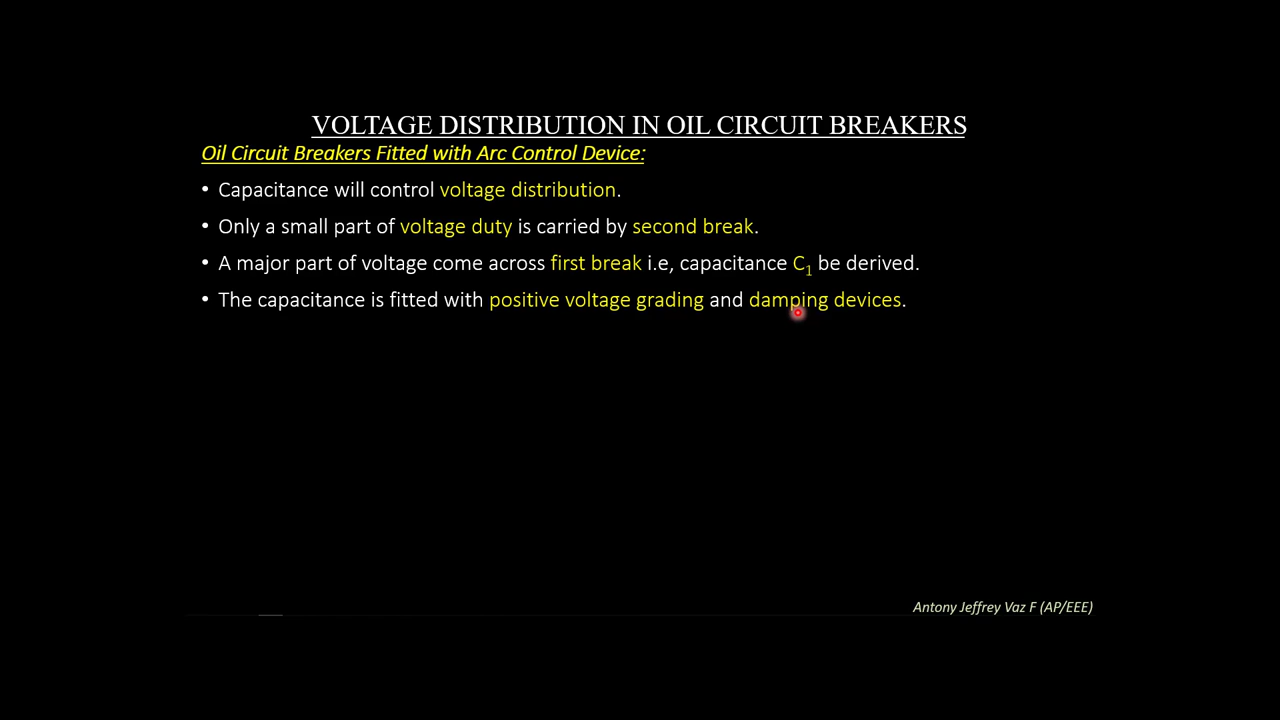 VOLTAGE DISTRIBUTION IN OIL CIRCUIT BREAKERS
Oil Circuit Breakers Fitted with Arc Control Device:
• Capacitance will control voltage distribution.
• Only a small part of voltage duty is carried by second break.
• A major part of voltage come across first break i.e, capacitance C₁ be derived.
• The capacitance is fitted with positive voltage grading and damping devices.
Antony Jeffrey Vaz F (AP/EEE)